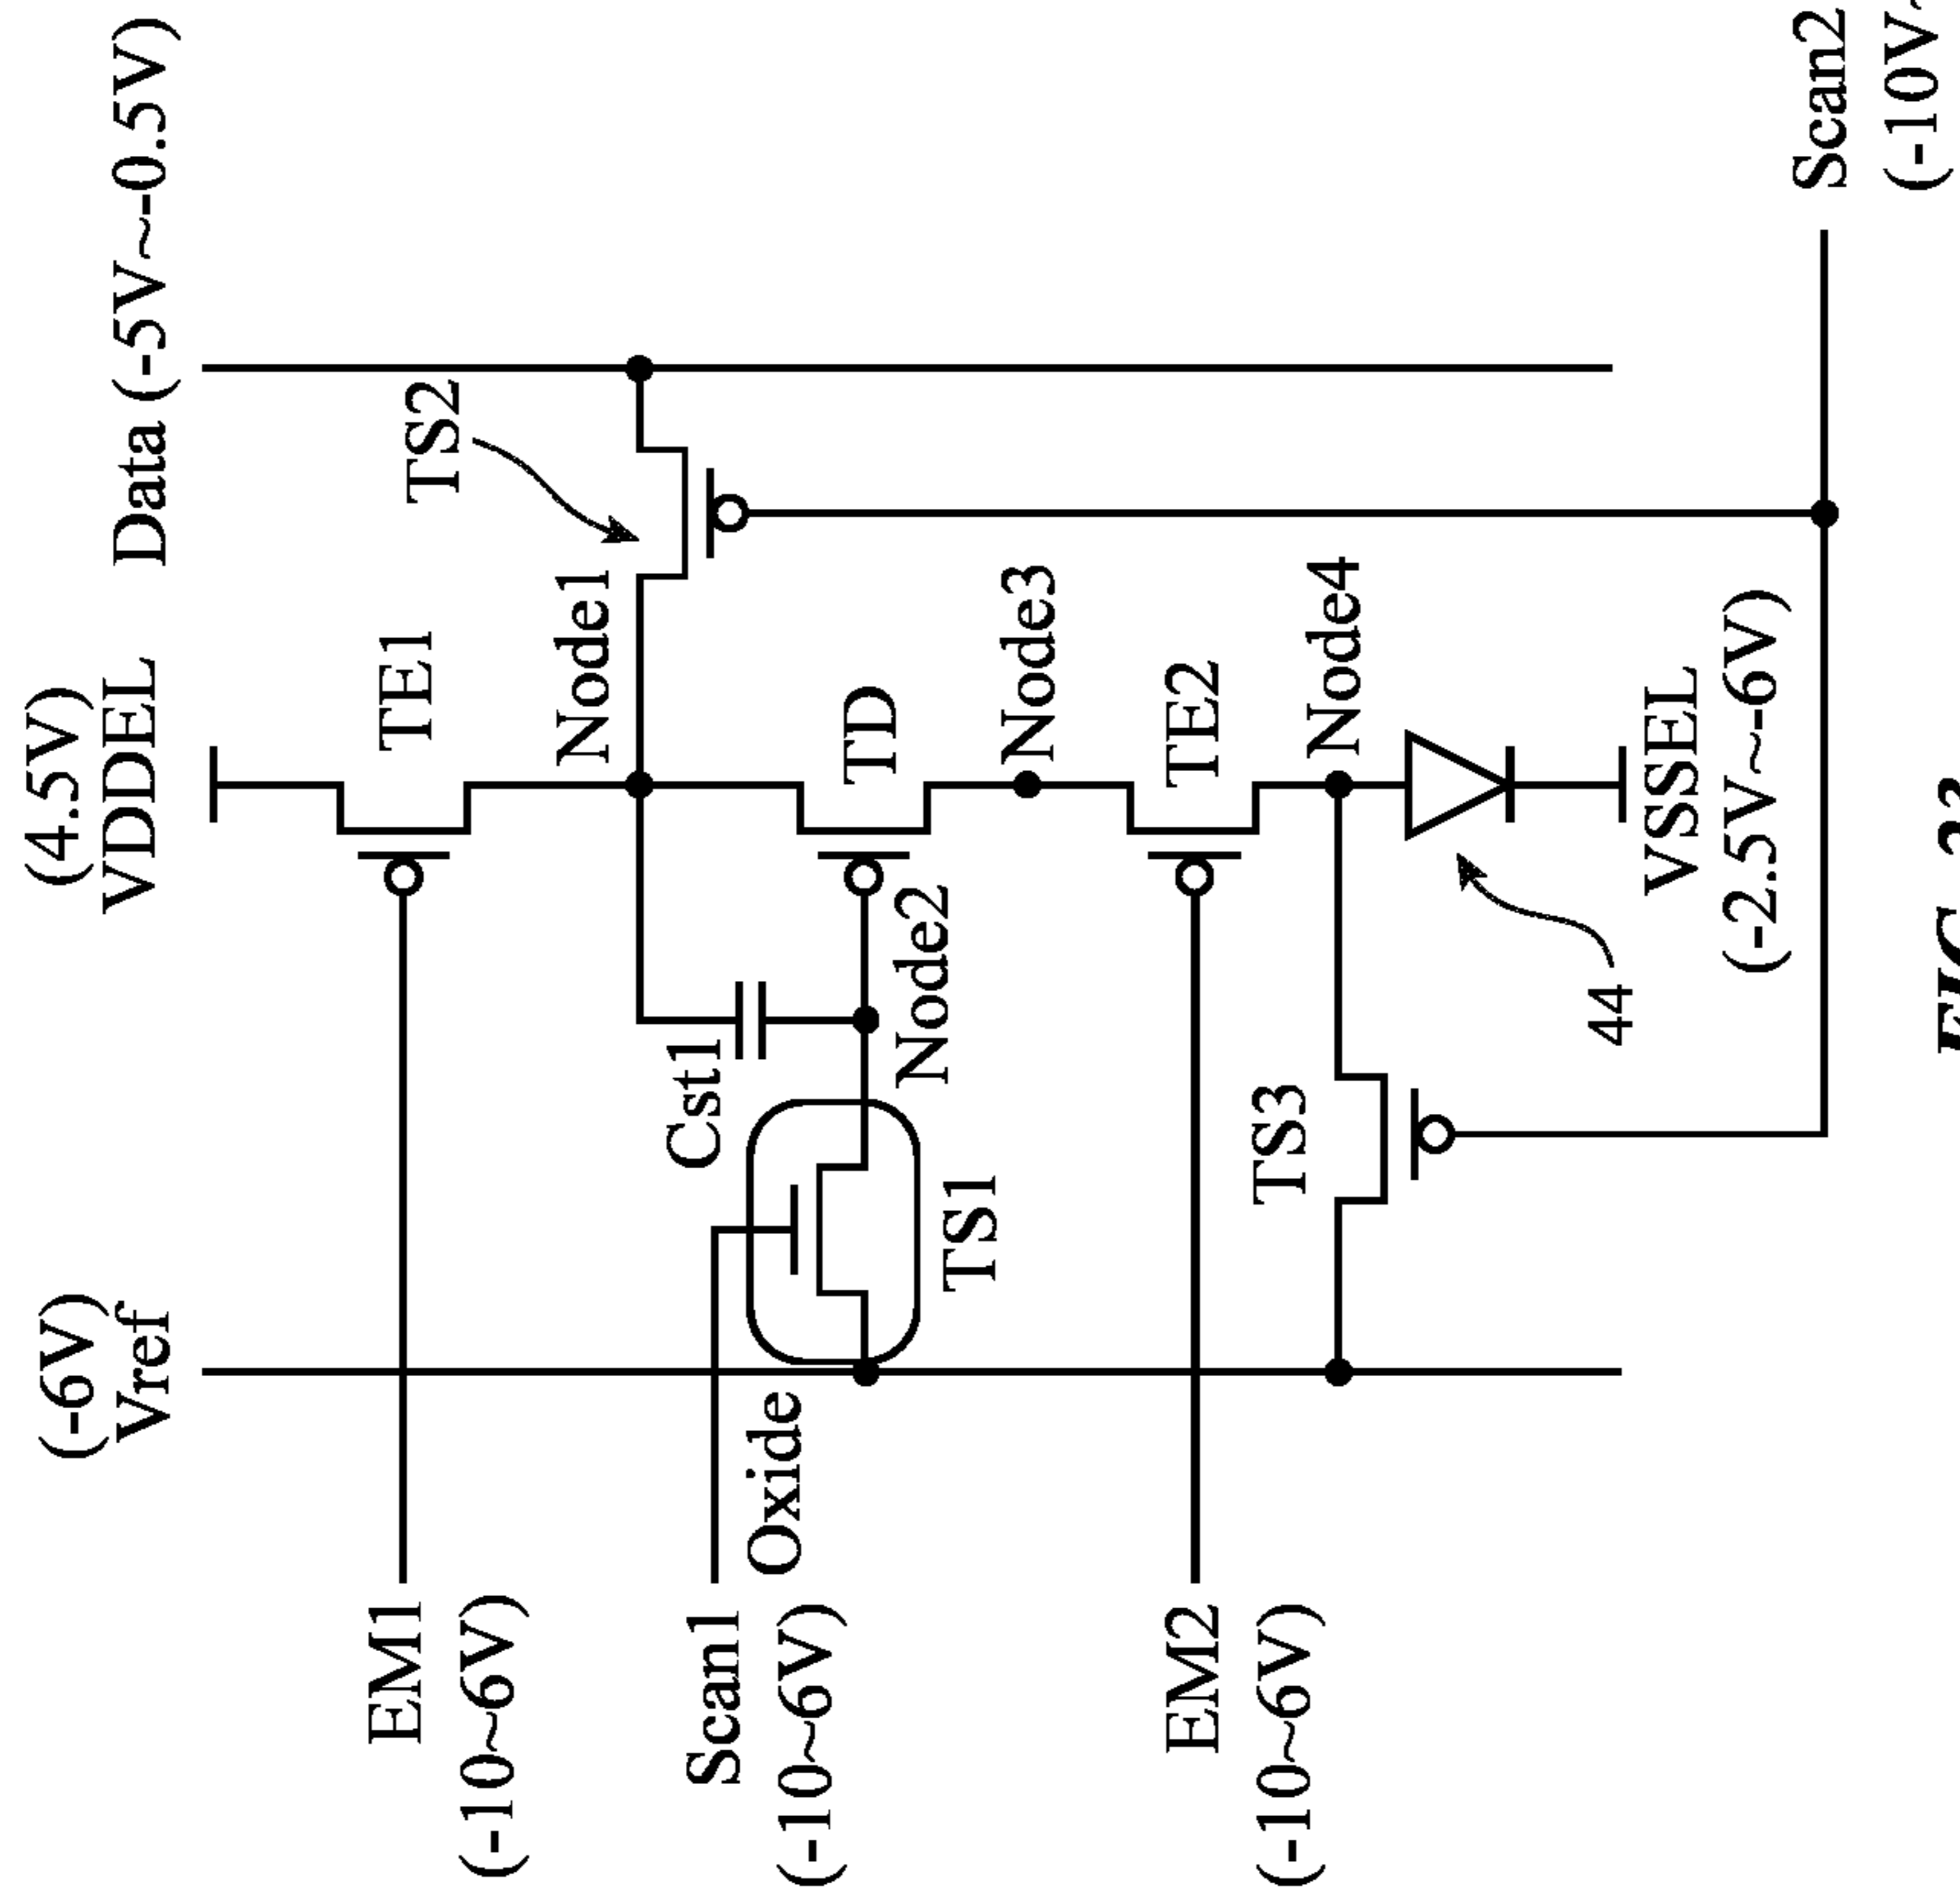 (4.5V)
VDDEL
Data (-5V~-0.5V)
(-6V)
Vref
TE1
TS2
Node1
EM1
(-10~6V)
Cst1
TD
Node2
Scan1
(-10~6V)
Oxide
TS1
Node3
TE2
EM2
(-10~6V)
TS3
Node4
44
VSSEL
(-2.5V~-6V)
Scan2
(-10V~